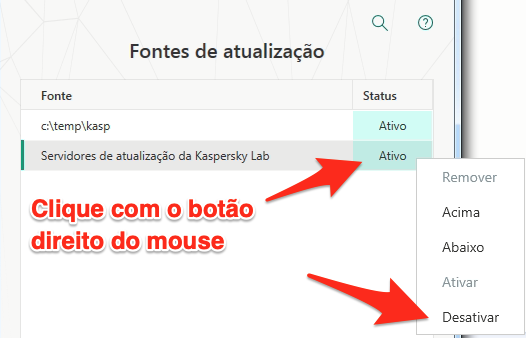 Fontes de atualização
Fonte Status
c:\temp\kasp Ativo
Servidores de atualização da Kaspersky Lab Ativo
Clique com o botão
direito do mouse
Remover
Acima
Abaixo
Ativar
Desativar